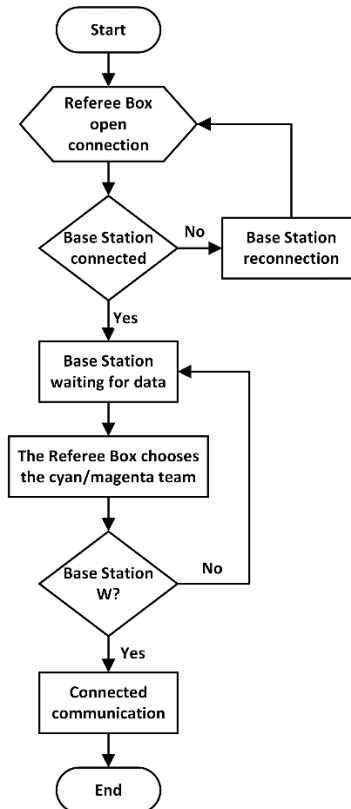 Start
Referee Box
open
connection
Base Station
connected
No
Base Station
reconnection
Yes
Base Station
waiting for data
The Referee Box chooses
the cyan/magenta team
Base Station
W?
No
Yes
Connected
communication
End